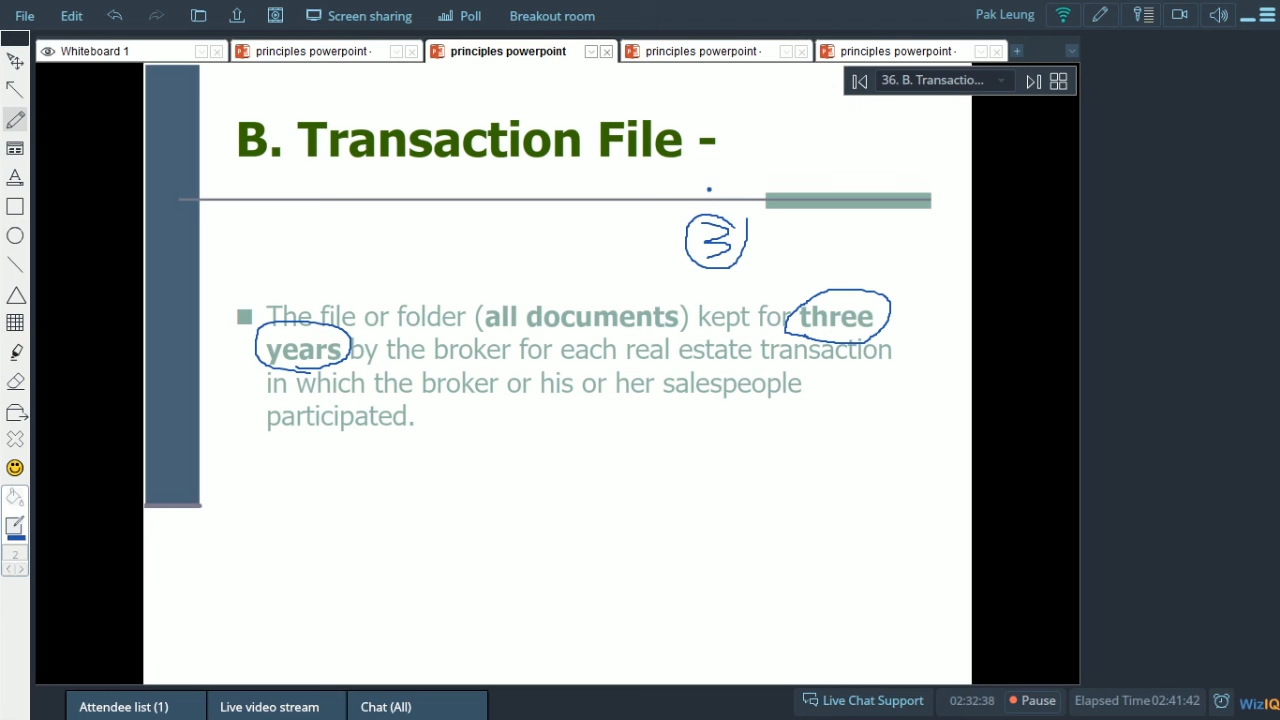 File Edit Screen sharing Poll Breakout room Pak Leung
Whiteboard 1 principles powerpoint· principles powerpoint principles powerpoint· principles powerpoint·
36. B. Transactio...
B. Transaction File -
3
The file or folder (all documents) kept for three
years by the broker for each real estate transaction
in which the broker or his or her salespeople
participated.
2
Attendee list (1) Live video stream Chat (All) Live Chat Support 02:32:38 Pause Elapsed Time 02:41:42 WizIQ